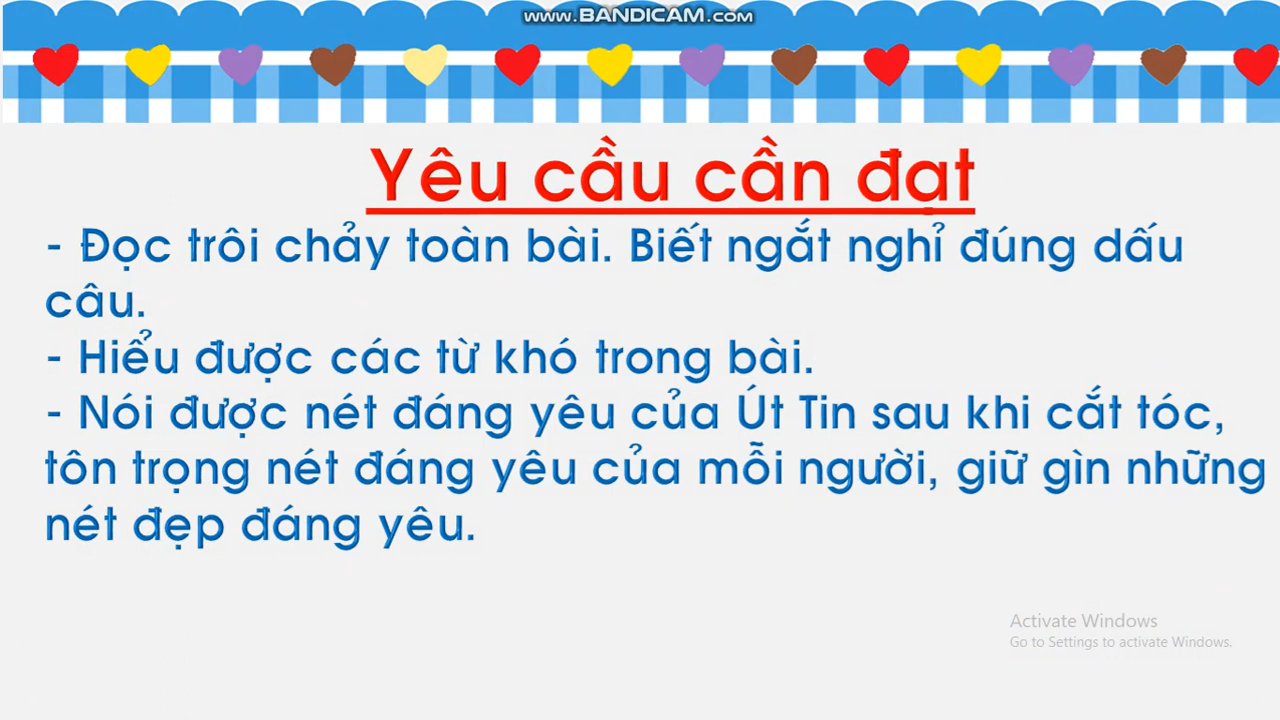 WWW.BANDICAM.COM
Yêu cầu cần đạt
- Đọc trôi chảy toàn bài. Biết ngắt nghỉ đúng dấu
câu.
- Hiểu được các từ khó trong bài.
- Nói được nét đáng yêu của Út Tin sau khi cắt tóc,
tôn trọng nét đáng yêu của mỗi người, giữ gìn những
nét đẹp đáng yêu.
Activate Windows
Go to Settings to activate Windows.